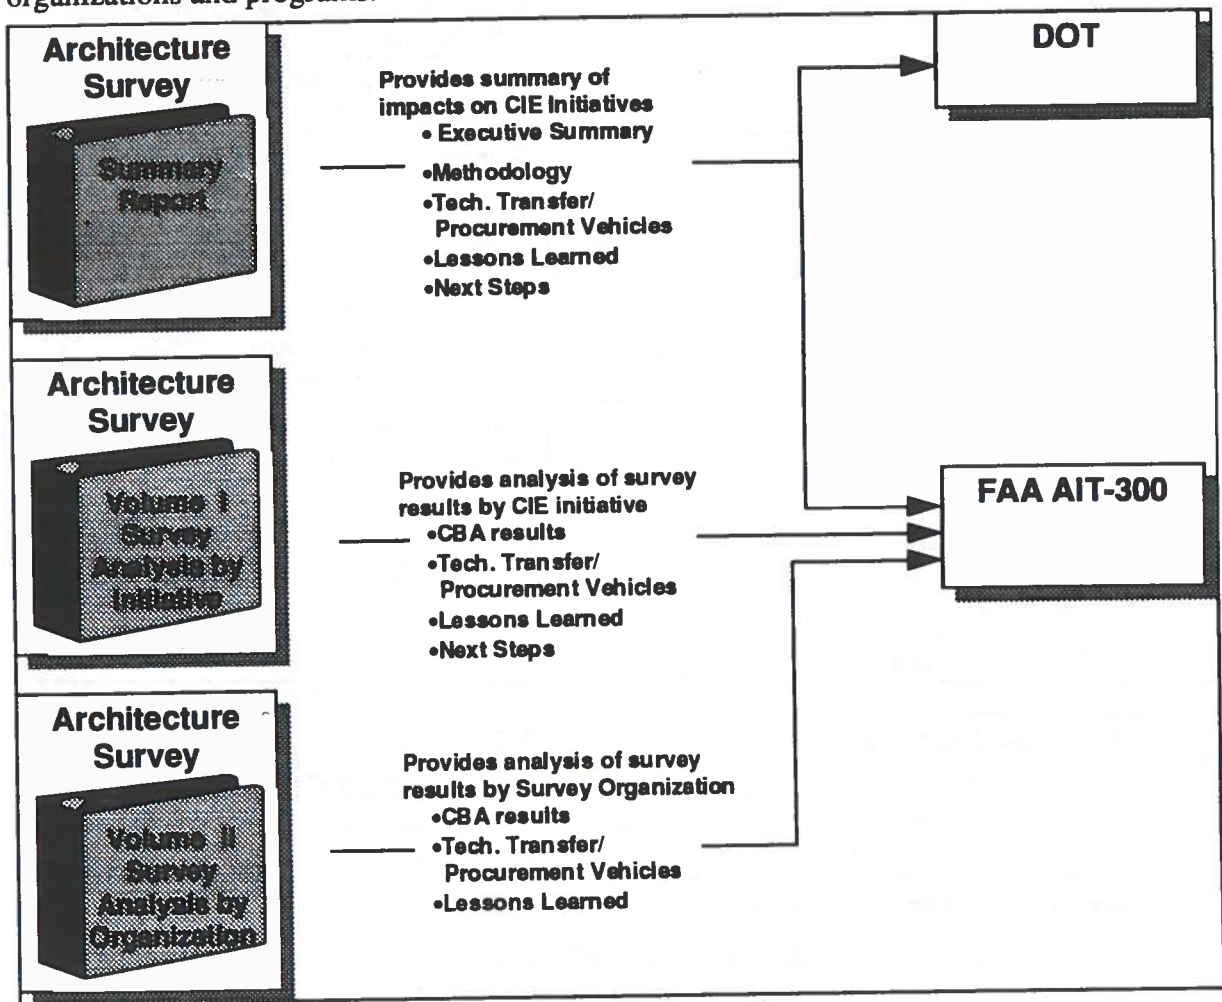 organizations and programs.
Architecture
Survey
Summary
Report
Provides summary of
impacts on CIE Initiatives
• Executive Summary
•Methodology
•Tech. Transfer/
Procurement Vehicles
•Lessons Learned
•Next Steps
DOT
Architecture
Survey
Volume I
Survey
Analysis by
Initiative
Provides analysis of survey
results by CIE initiative
•CBA results
•Tech. Transfer/
Procurement Vehicles
•Lessons Learned
•Next Steps
FAA AIT-300
Architecture
Survey
Volume II
Survey
Analysis by
Organization
Provides analysis of survey
results by Survey Organization
•CBA results
•Tech. Transfer/
Procurement Vehicles
•Lessons Learned